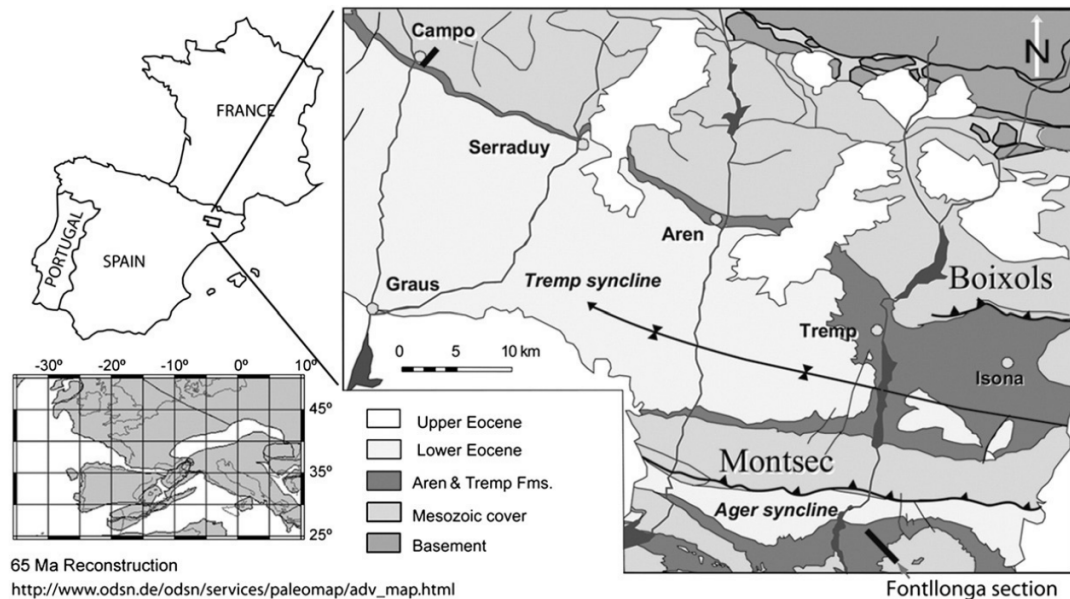 FRANCE
PORTUGAL
SPAIN
-30º -20º -10º 0º 10º
45º
35º
25º
65 Ma Reconstruction
http://www.odsn.de/odsn/services/paleomap/adv_map.html
Campo
N
Serraduy
Aren
Graus
Tremp syncline
Boixols
Tremp
Isona
0 5 10 km
Upper Eocene
Lower Eocene
Aren & Tremp Fms.
Mesozoic cover
Basement
Montsec
Ager syncline
Fontllonga section